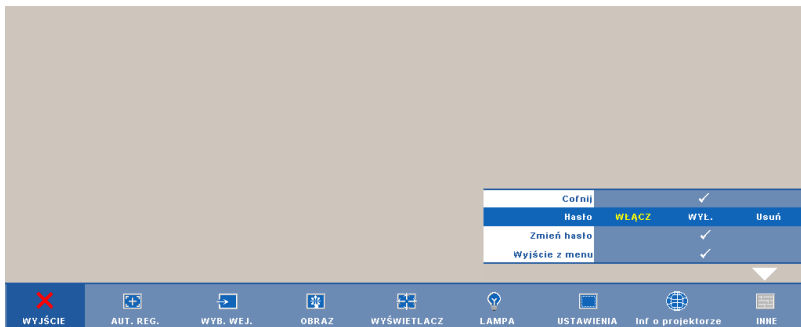 Cofnij
Hasło WŁĄCZ WYŁ. Usuń
Zmień hasło
Wyjście z menu
WYJŚCIE AUT. REG. WYB. WEJ. OBRAZ WYŚWIETLACZ LAMPA USTAWIENIA Inf o projektorze INNE